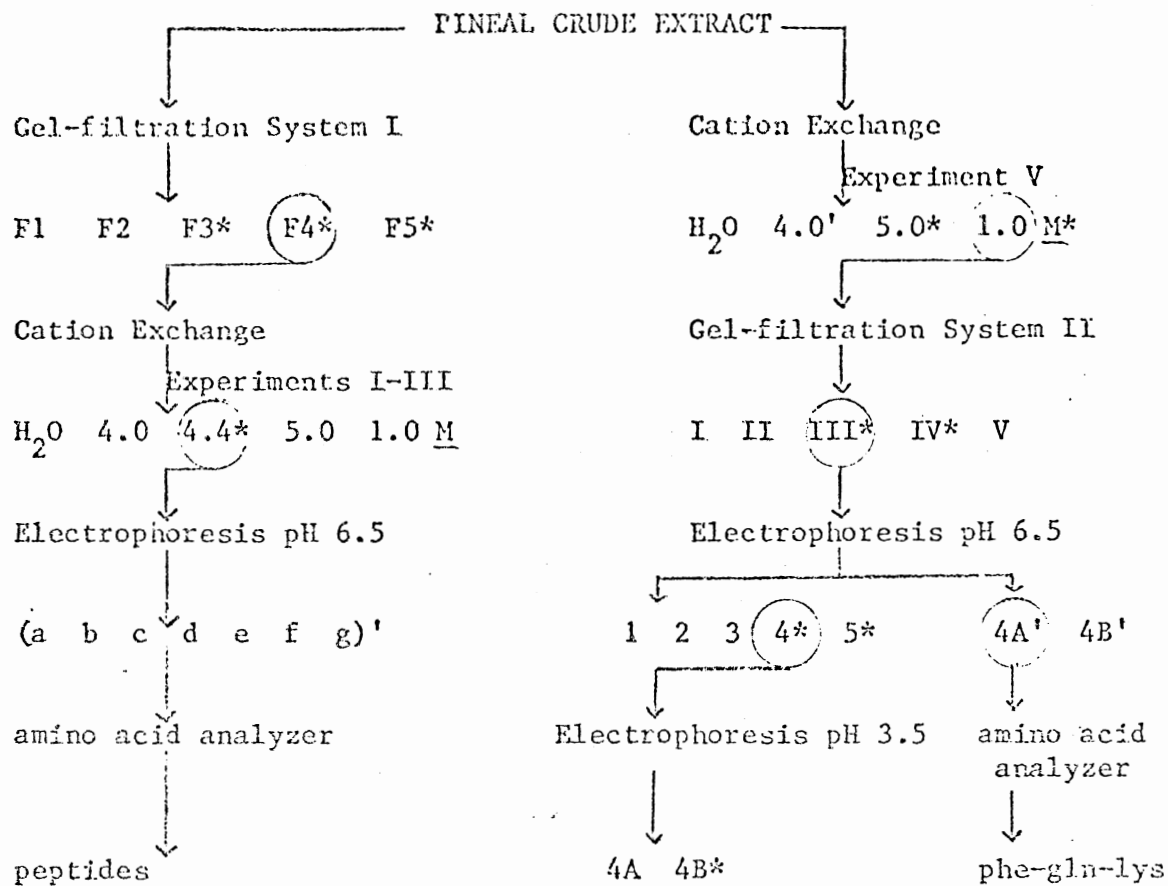 PINEAL CRUDE EXTRACT
Gel-filtration System I
Cation Exchange
Experiment V
F1 F2 F3* F4* F5*
H2O 4.0' 5.0* 1.0 M*
Cation Exchange
Gel-filtration System II
Experiments I-III
H2O 4.0 4.4* 5.0 1.0 M
I II III* IV* V
Electrophoresis pH 6.5
Electrophoresis pH 6.5
(a b c d e f g)'
1 2 3 4* 5*
4A' 4B'
amino acid analyzer
Electrophoresis pH 3.5
amino acid
analyzer
peptides
4A 4B*
phe-gln-lys